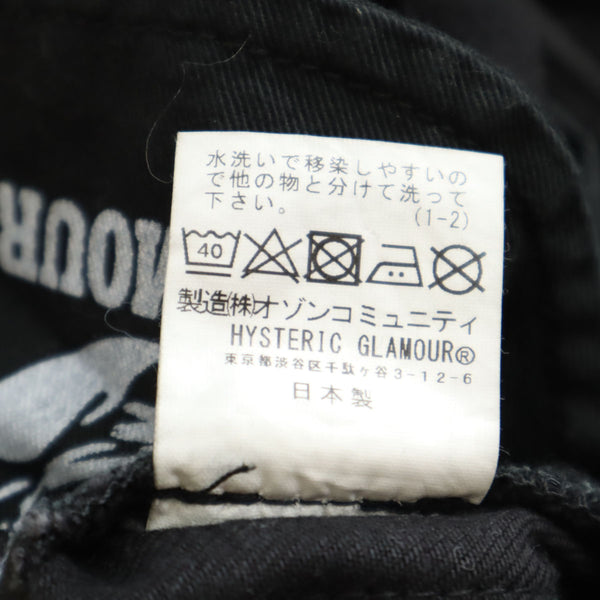 水洗いで移染しやすいの
で他の物と分けて洗って
下さい。 (1-2)
40
製造(株)オゾンコミュニティ
HYSTERIC GLAMOUR®
東京都渋谷区千駄ヶ谷3-12-6
日本製
MOUR